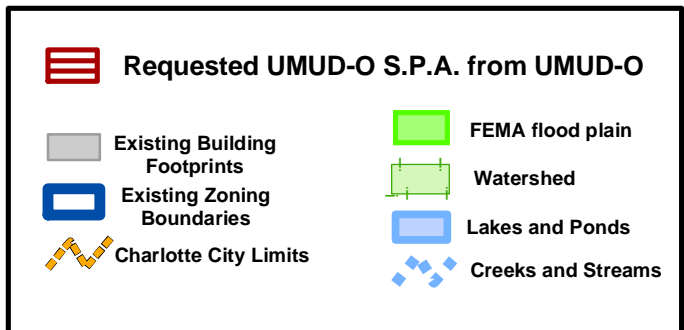 Requested UMUD-O S.P.A. from UMUD-O
Existing Building
Footprints
Existing Zoning
Boundaries
Charlotte City Limits
FEMA flood plain
Watershed
Lakes and Ponds
Creeks and Streams